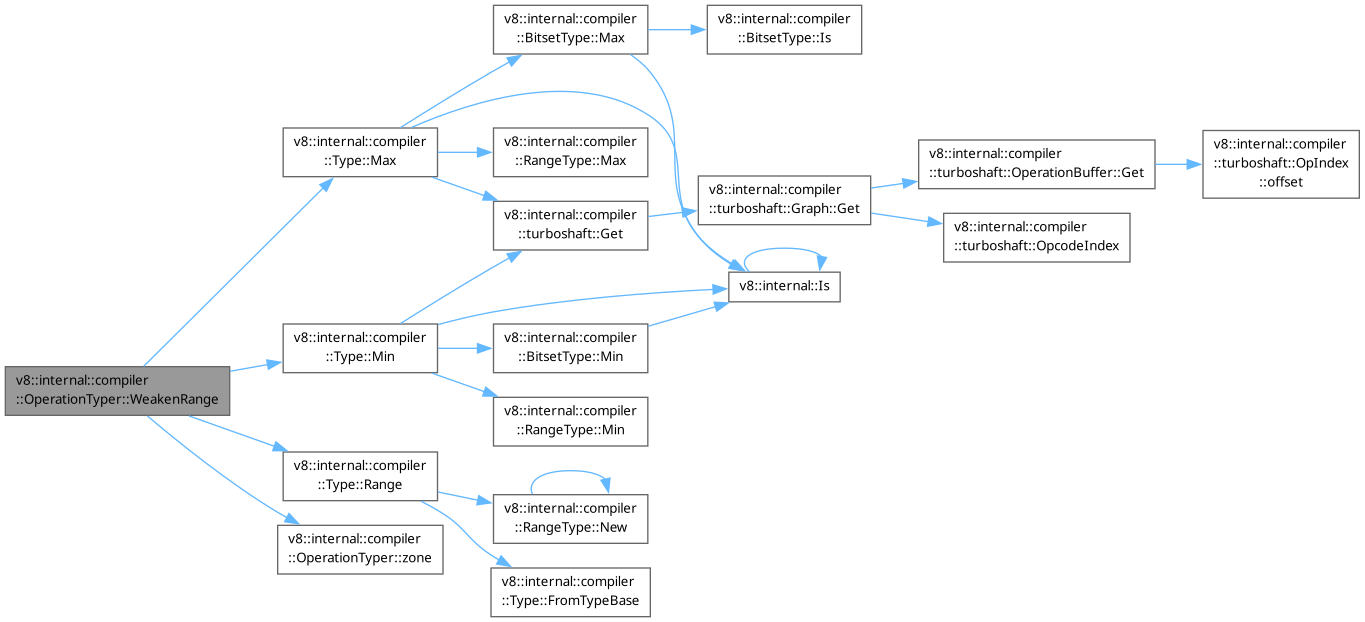 v8::internal::compiler
::BitsetType::Max
v8::internal::compiler
::BitsetType::Is
v8::internal::compiler
::Type::Max
v8::internal::compiler
::RangeType::Max
v8::internal::compiler
::turboshaft::OperationBuffer::Get
v8::internal::compiler
::turboshaft::OpIndex
::offset
v8::internal::compiler
::turboshaft::Graph::Get
v8::internal::compiler
::turboshaft::Get
v8::internal::compiler
::turboshaft::OpcodeIndex
v8::internal::Is
v8::internal::compiler
::Type::Min
v8::internal::compiler
::BitsetType::Min
v8::internal::compiler
::OperationTyper::WeakenRange
v8::internal::compiler
::RangeType::Min
v8::internal::compiler
::Type::Range
v8::internal::compiler
::RangeType::New
v8::internal::compiler
::OperationTyper::zone
v8::internal::compiler
::Type::FromTypeBase